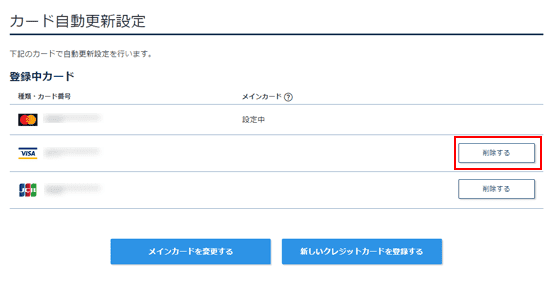 カード自動更新設定
下記のカードで自動更新設定を行います。
登録中カード
種類・カード番号 メインカード ?
設定中
VISA 削除する
JCB 削除する
メインカードを変更する 新しいクレジットカードを登録する